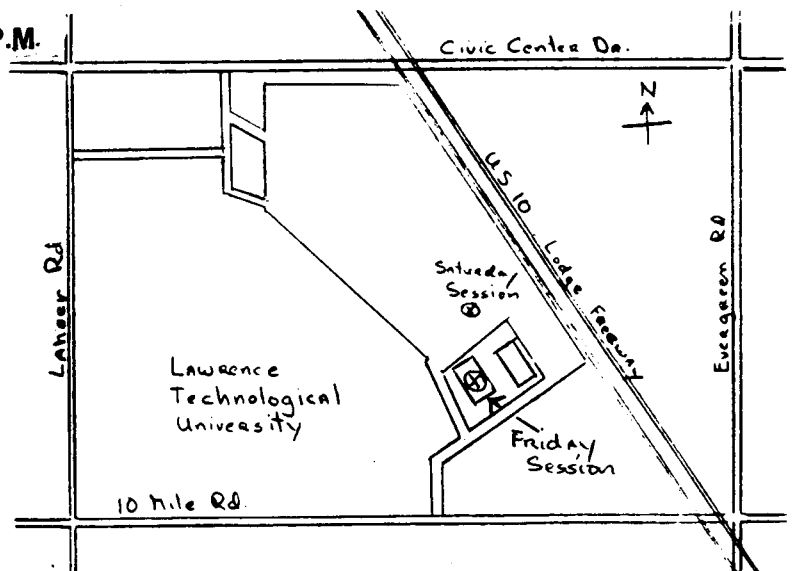 P.M.
Civic Center Dr.
N
US 10 Lodge Freeway
Evergreen Rd
Lahser Rd
Saturday
Session
Lawrence
Technological
University
Friday
Session
10 Mile Rd.